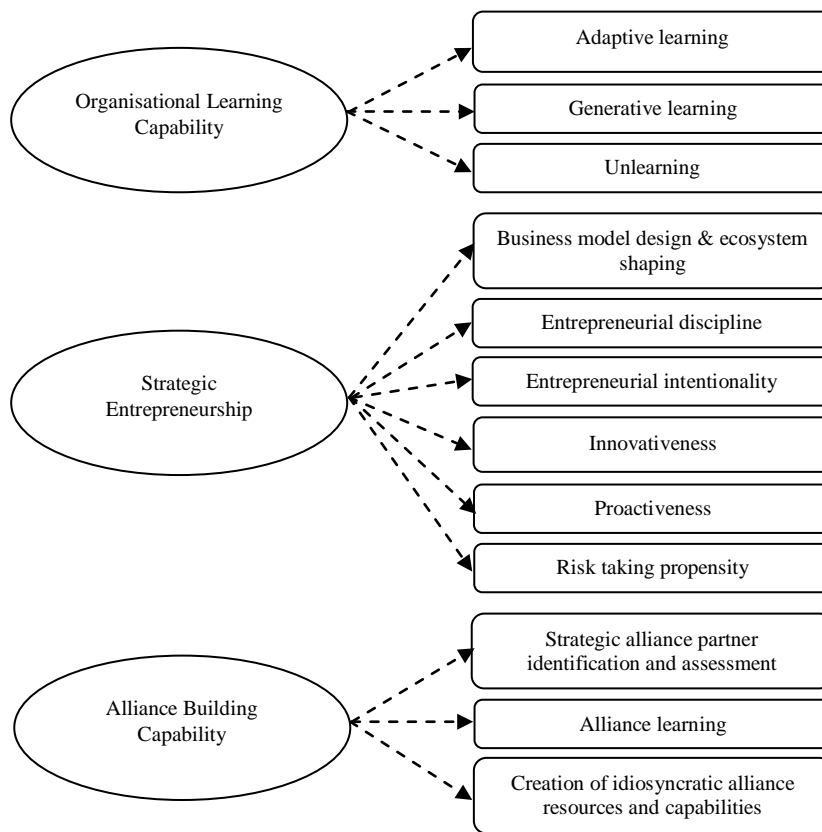 Organisational Learning
Capability
Adaptive learning
Generative learning
Unlearning
Strategic
Entrepreneurship
Business model design & ecosystem
shaping
Entrepreneurial discipline
Entrepreneurial intentionality
Innovativeness
Proactiveness
Risk taking propensity
Alliance Building
Capability
Strategic alliance partner
identification and assessment
Alliance learning
Creation of idiosyncratic alliance
resources and capabilities